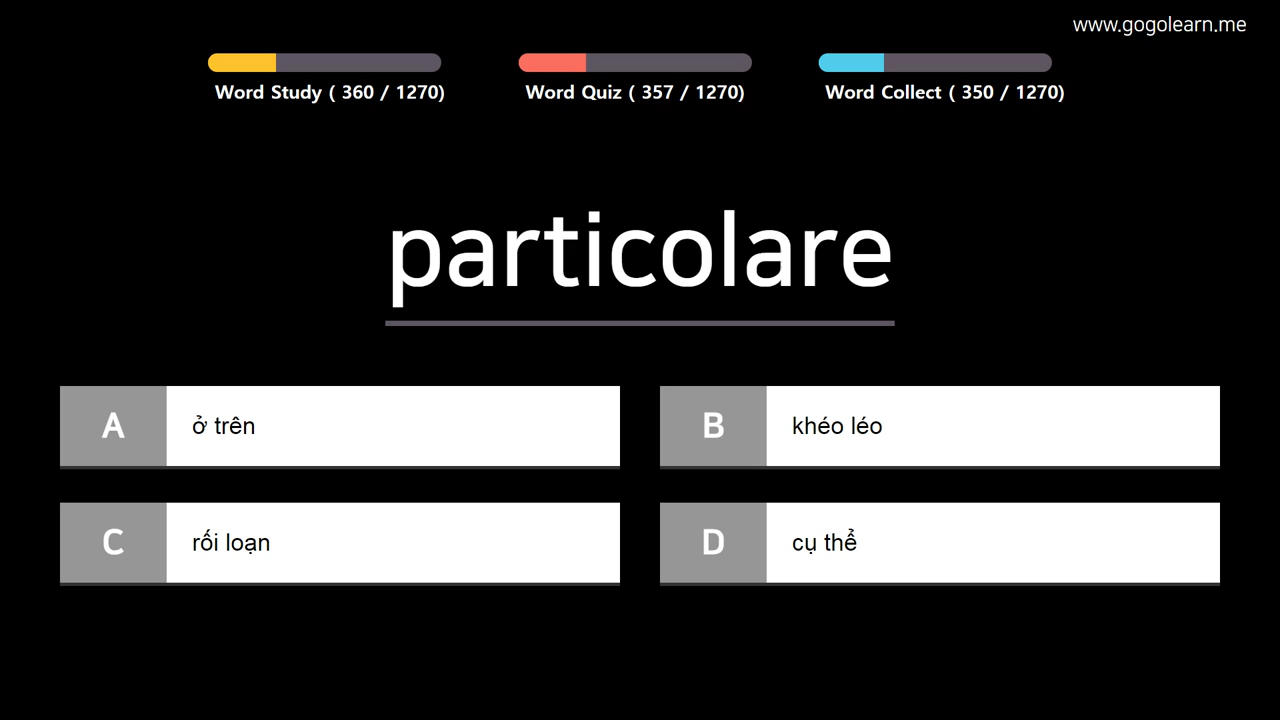 www.gogolearn.me
Word Study ( 360 / 1270)
Word Quiz ( 357 / 1270)
Word Collect ( 350 / 1270)
particolare
A
ở trên
B
khéo léo
C
rối loạn
D
cụ thể